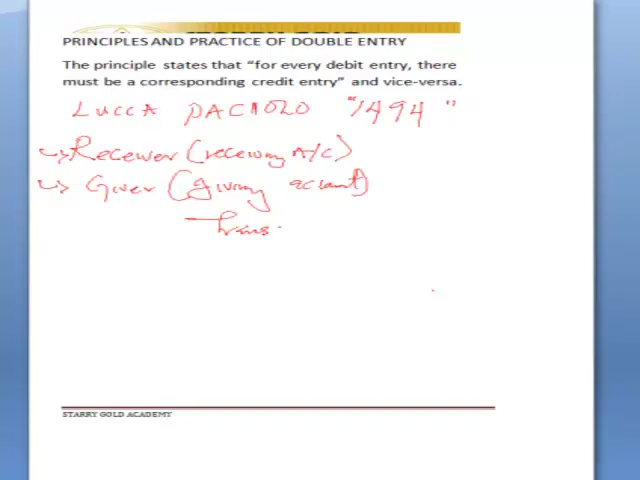 PRINCIPLES AND PRACTICE OF DOUBLE ENTRY
The principle states that "for every debit entry, there
must be a corresponding credit entry" and vice-versa.
LUCCA PACIOLO "1494"
Receiver (receiving A/C)
Giver (giving account)
Trans
STARRY GOLD ACADEMY